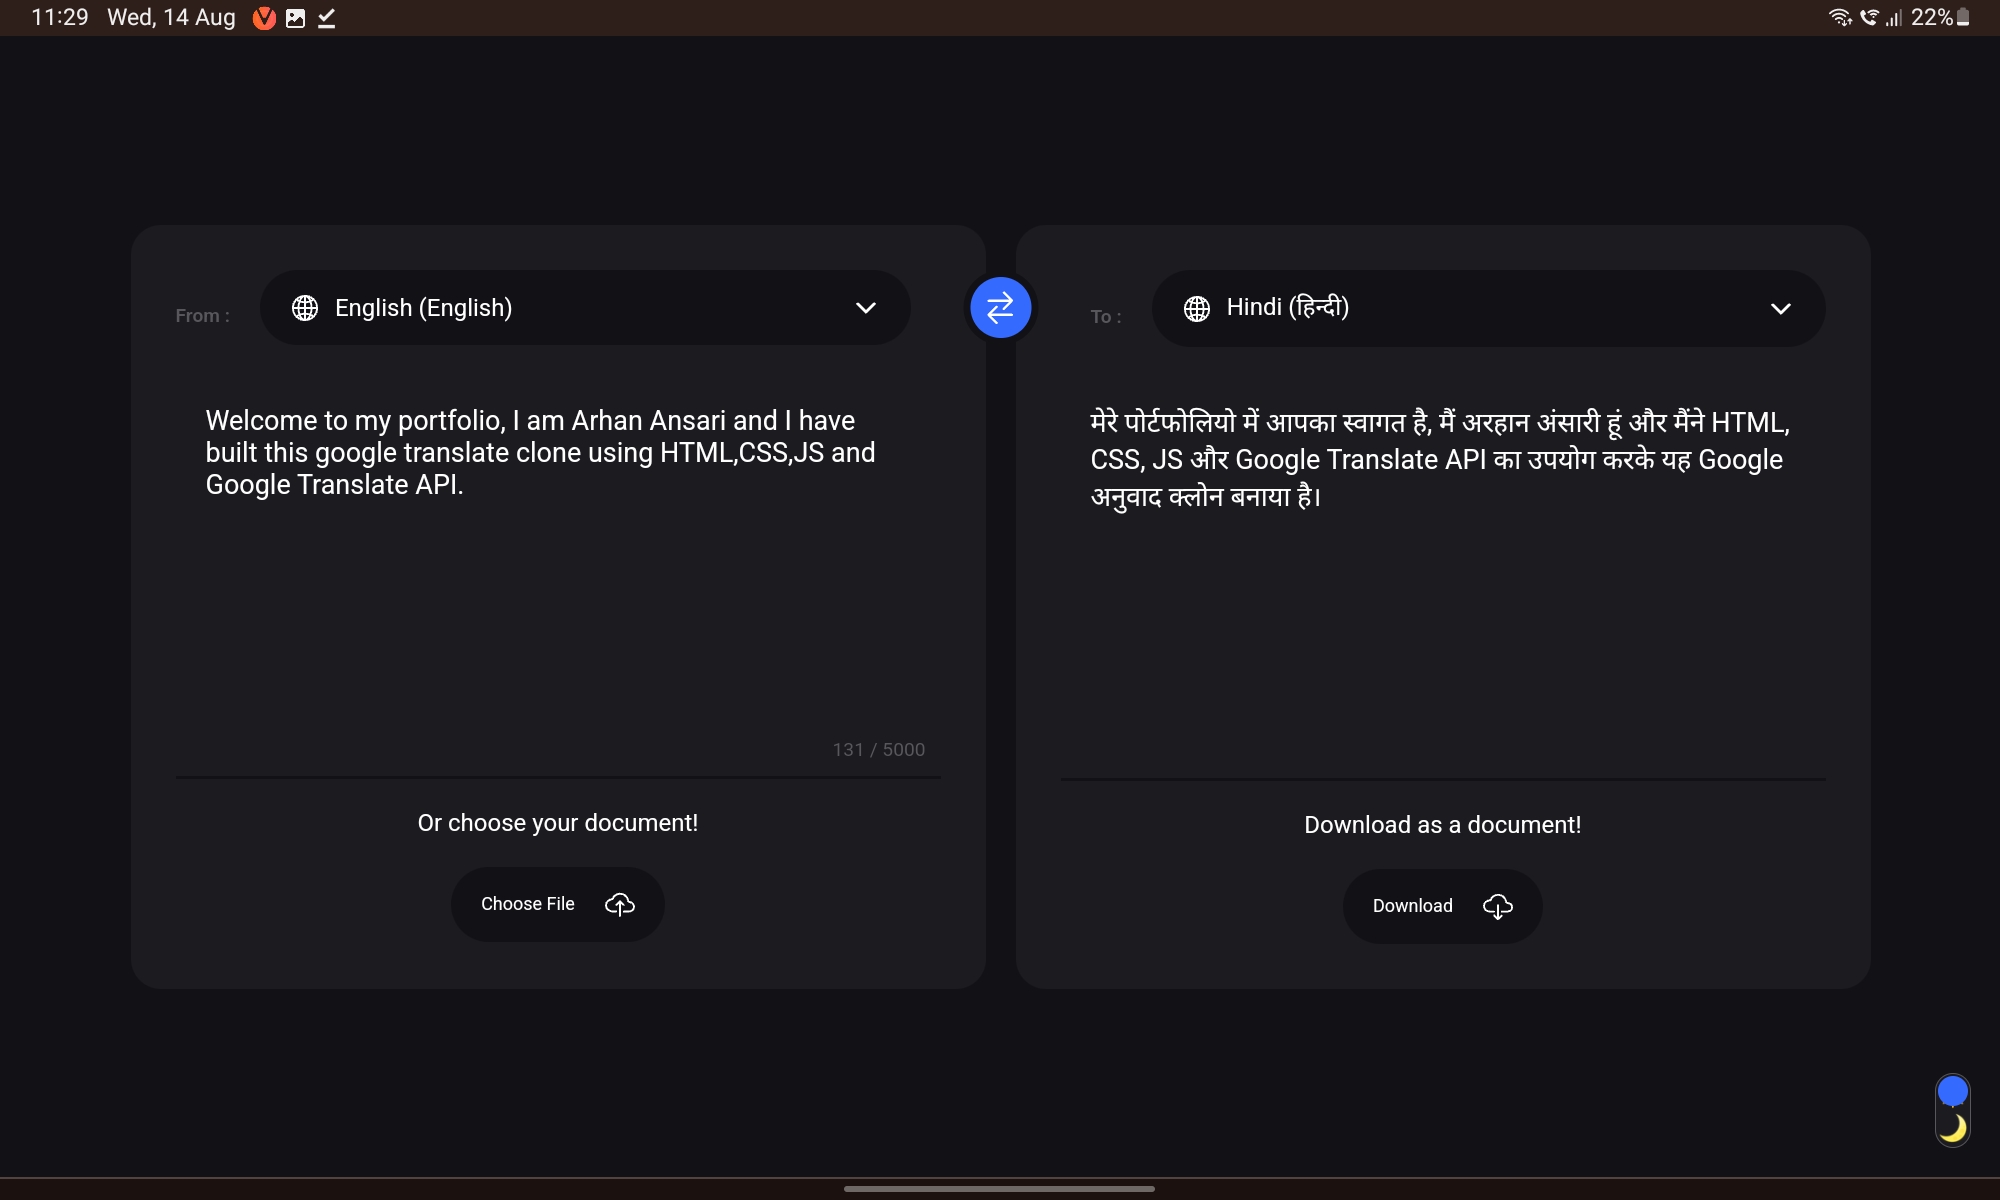 11:29 Wed, 14 Aug 22%
From : English (English)
To : Hindi (हिन्दी)
Welcome to my portfolio, I am Arhan Ansari and I have
built this google translate clone using HTML,CSS,JS and
Google Translate API.
131 / 5000
Or choose your document!
Choose File
मेरे पोर्टफोलियो में आपका स्वागत है, मैं अरहान अंसारी हूं और मैंने HTML,
CSS, JS और Google Translate API का उपयोग करके यह Google
अनुवाद क्लोन बनाया है।
Download as a document!
Download